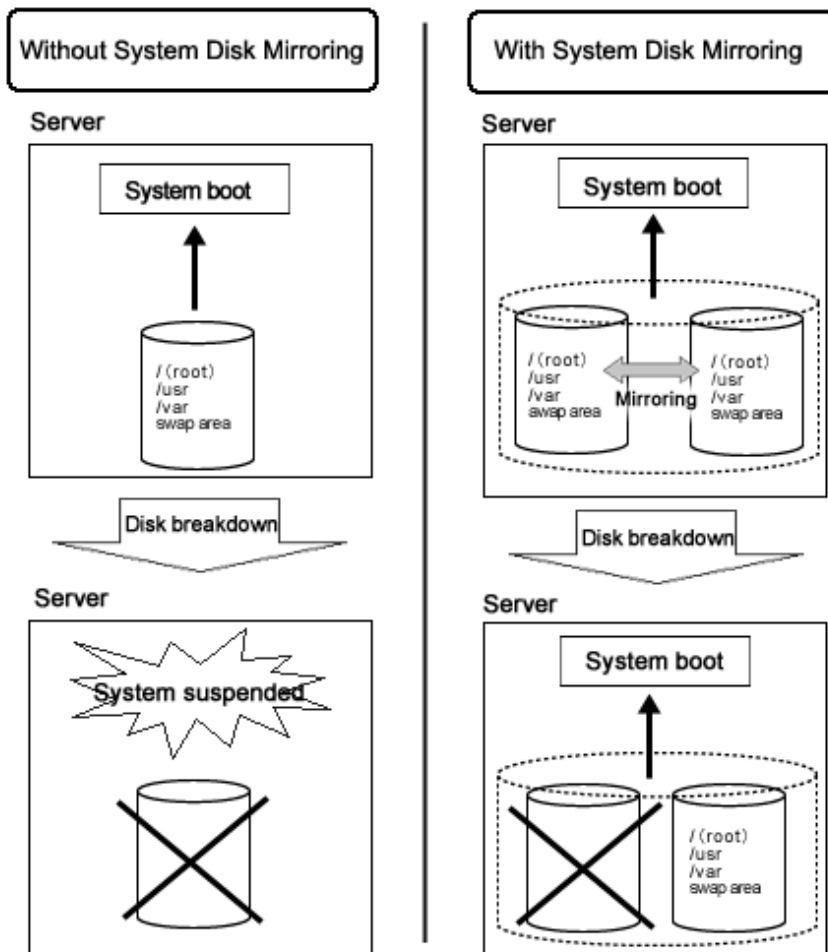 Without System Disk Mirroring
Server
System boot
/ (root)
/usr
/var
swap area
Disk breakdown
Server
System suspended
With System Disk Mirroring
Server
System boot
/ (root)
/usr
/var
awap area
Mirroring
/ (root)
/usr
/var
swap area
Disk breakdown
Server
System boot
/ (root)
/usr
/var
swap area